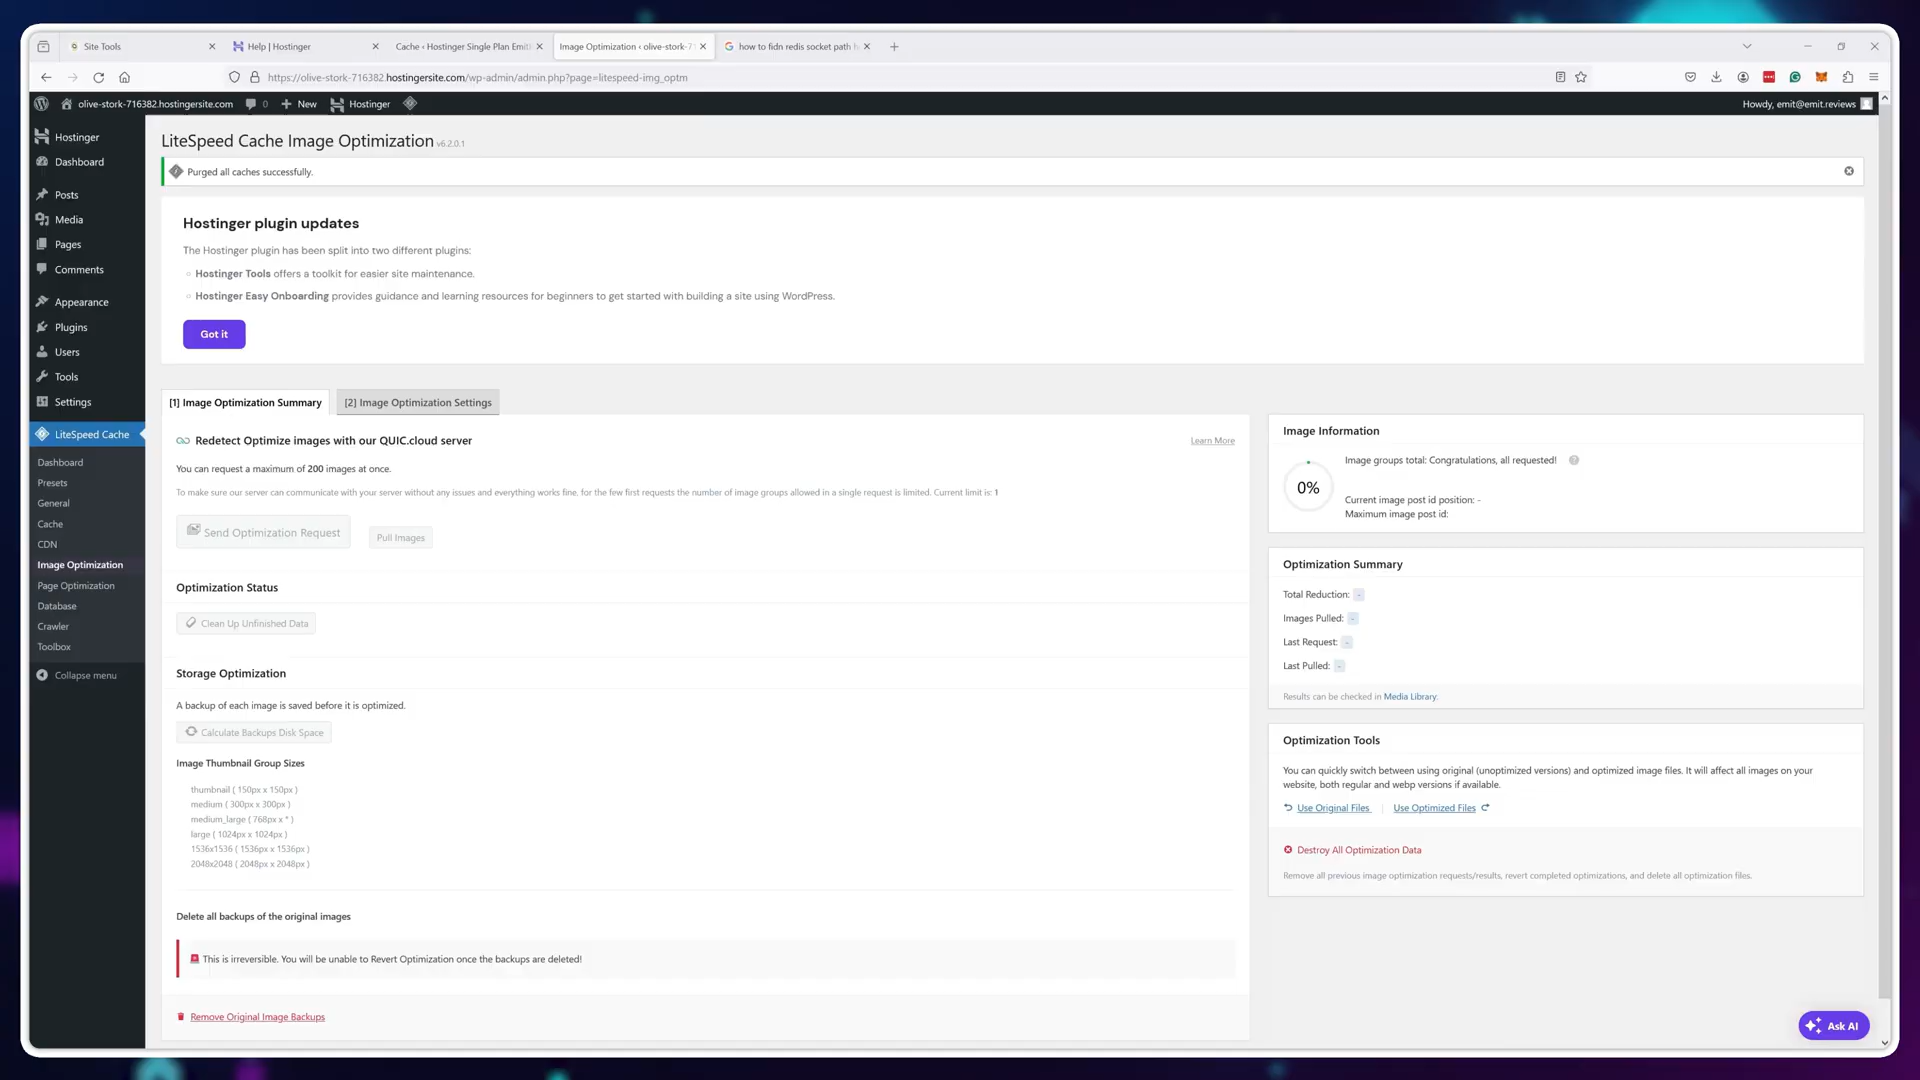 Site Tools
Help | Hostinger
Cache ‹ Hostinger Single Plan Emit
Image Optimization ‹ olive-stork-71
how to fidn redis socket path h
https://olive-stork-716382.hostingersite.com/wp-admin/admin.php?page=litespeed-img_optm
olive-stork-716382.hostingersite.com
0
New
Hostinger
Howdy, emit@emit.reviews
Hostinger
Dashboard
Posts
Media
Pages
Comments
Appearance
Plugins
Users
Tools
Settings
LiteSpeed Cache
Dashboard
Presets
General
Cache
CDN
Image Optimization
Page Optimization
Database
Crawler
Toolbox
Collapse menu
LiteSpeed Cache Image Optimization v6.2.0.1
Purged all caches successfully.
Hostinger plugin updates
The Hostinger plugin has been split into two different plugins:
Hostinger Tools offers a toolkit for easier site maintenance.
Hostinger Easy Onboarding provides guidance and learning resources for beginners to get started with building a site using WordPress.
Got it
[1] Image Optimization Summary
[2] Image Optimization Settings
Redetect Optimize images with our QUIC.cloud server
Learn More
You can request a maximum of 200 images at once.
To make sure our server can communicate with your server without any issues and everything works fine, for the few first requests the number of image groups allowed in a single request is limited. Current limit is: 1
Send Optimization Request
Pull Images
Optimization Status
Clean Up Unfinished Data
Storage Optimization
A backup of each image is saved before it is optimized.
Calculate Backups Disk Space
Image Thumbnail Group Sizes
thumbnail ( 150px x 150px )
medium ( 300px x 300px )
medium_large ( 768px x * )
large ( 1024px x 1024px )
1536x1536 ( 1536px x 1536px )
2048x2048 ( 2048px x 2048px )
Delete all backups of the original images
This is irreversible. You will be unable to Revert Optimization once the backups are deleted!
Remove Original Image Backups
Image Information
0%
Image groups total: Congratulations, all requested!
Current image post id position: -
Maximum image post id:
Optimization Summary
Total Reduction: -
Images Pulled: -
Last Request: -
Last Pulled: -
Results can be checked in Media Library.
Optimization Tools
You can quickly switch between using original (unoptimized versions) and optimized image files. It will affect all images on your
website, both regular and webp versions if available.
Use Original Files
Use Optimized Files
Destroy All Optimization Data
Remove all previous image optimization requests/results, revert completed optimizations, and delete all optimization files.
Ask AI